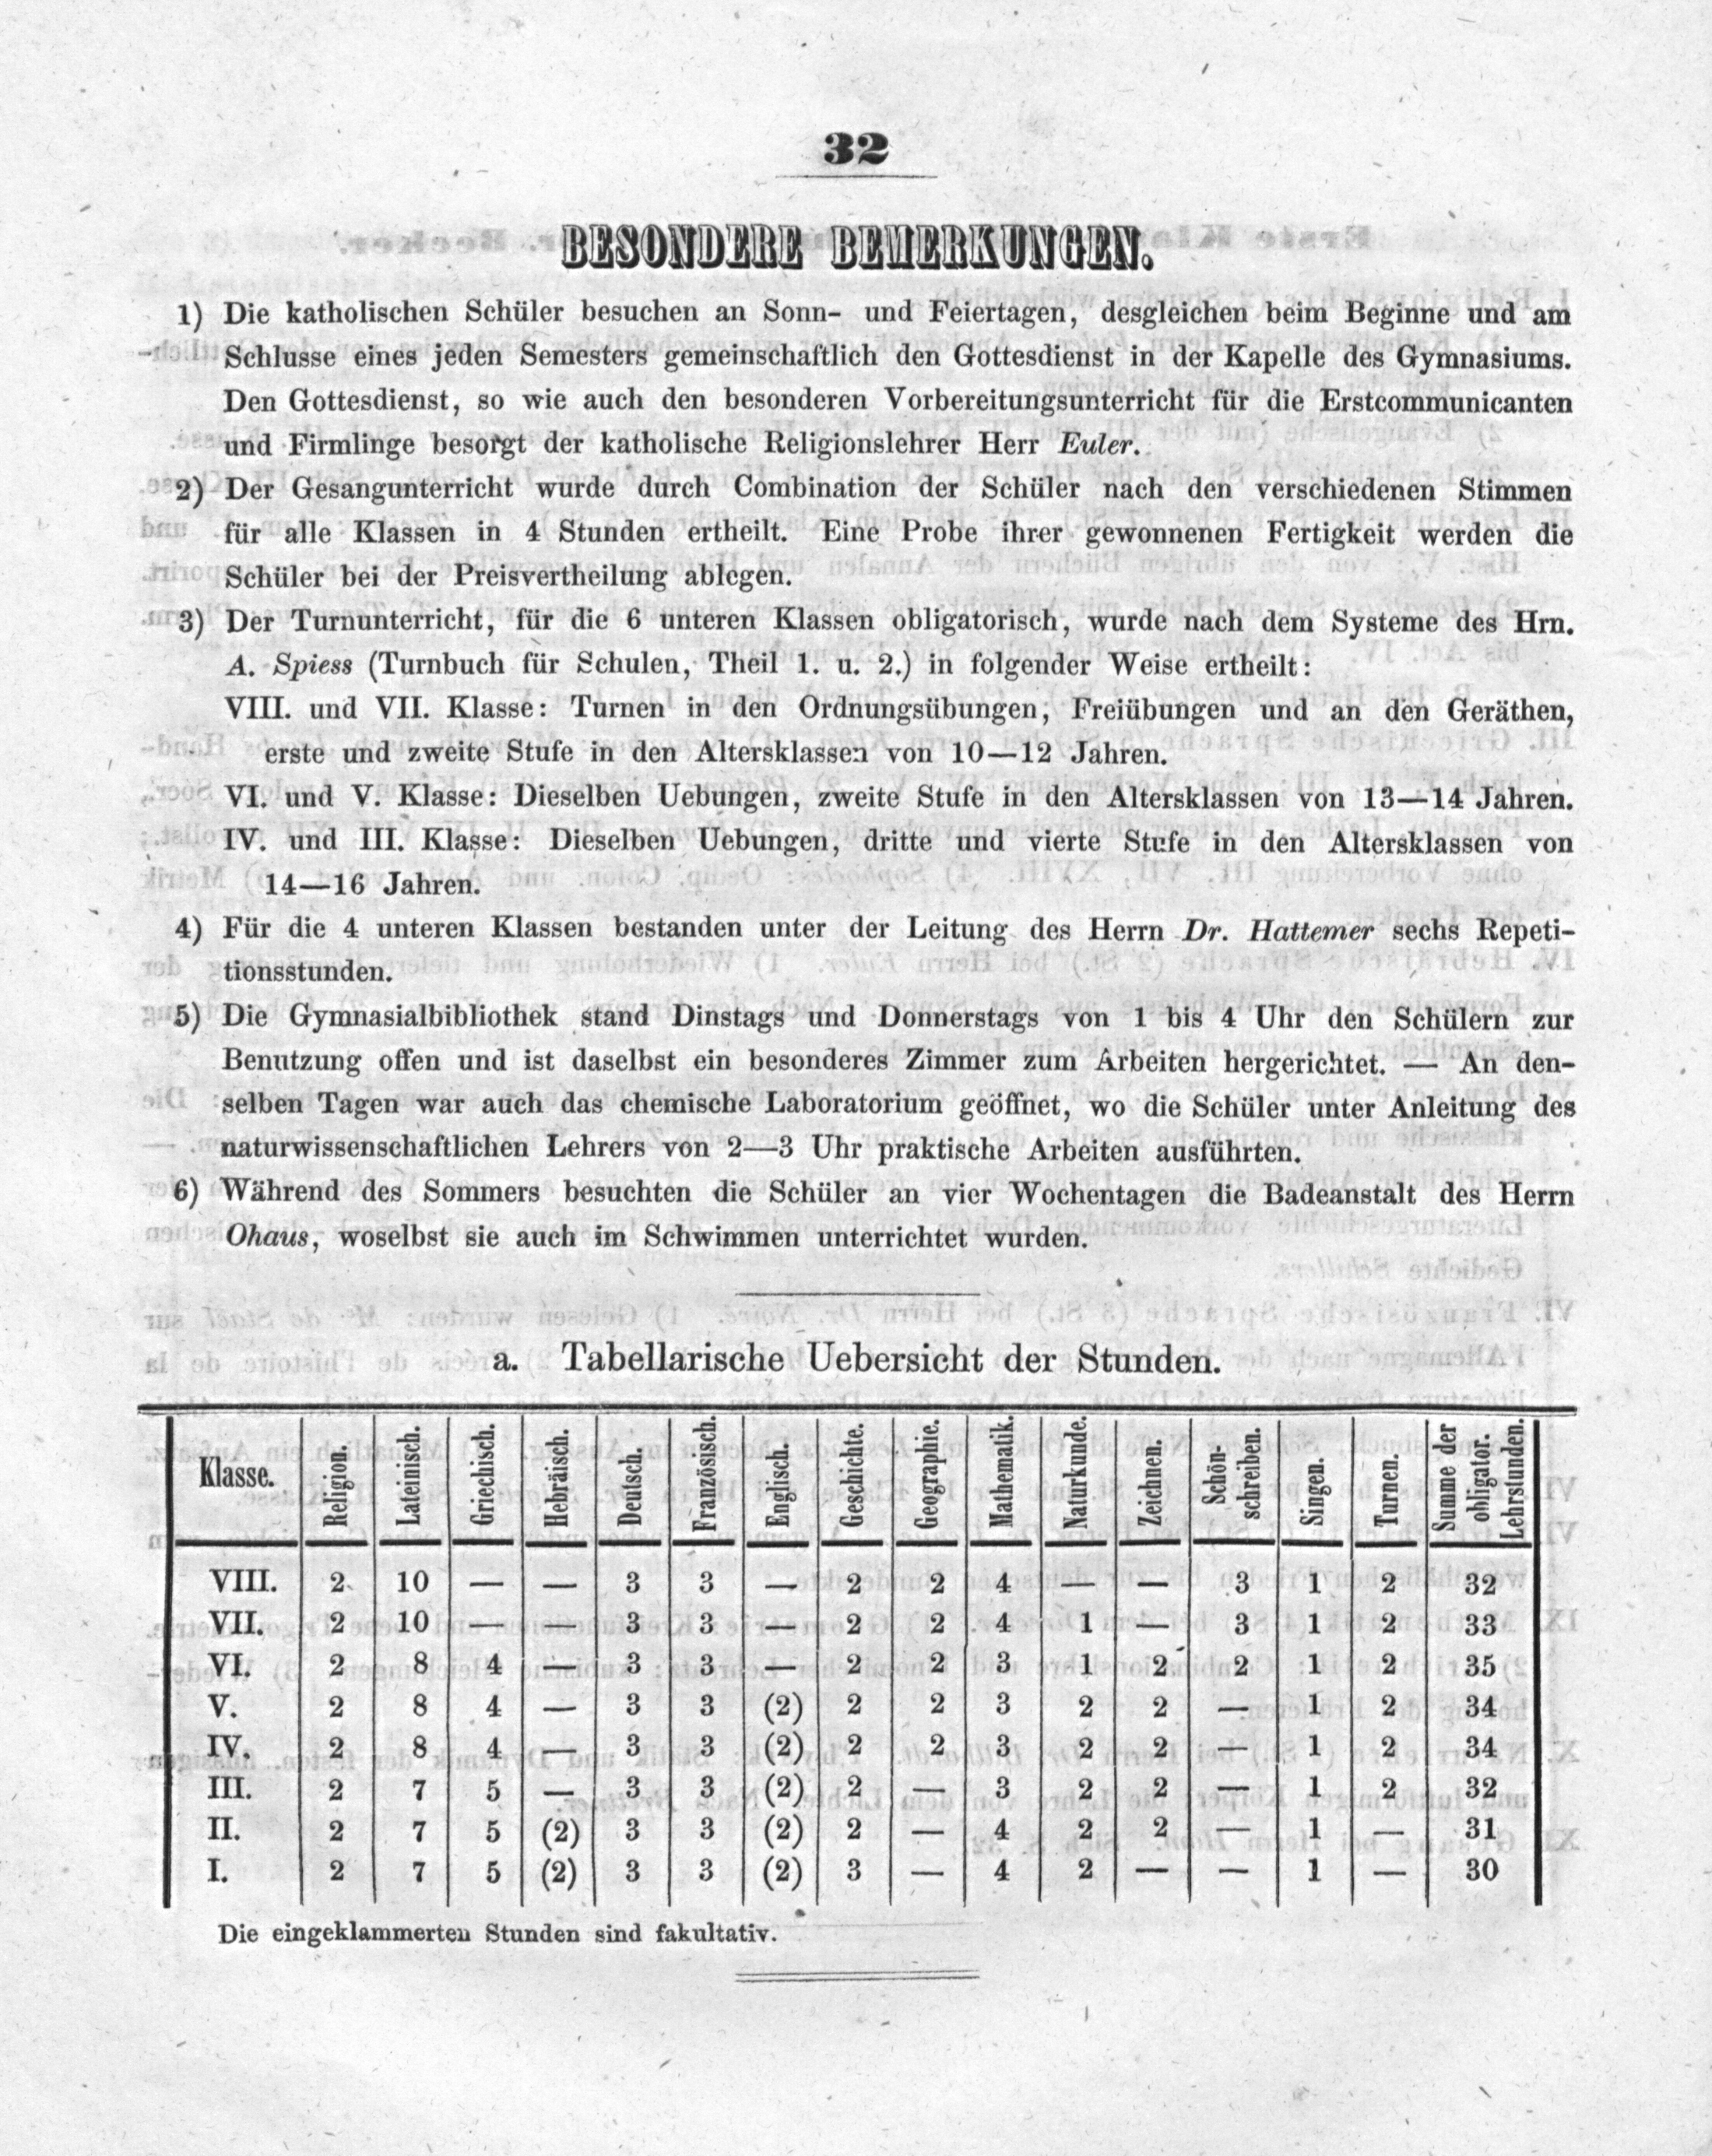 32
BESONDERE BEMERKUNGEN.
1) Die katholischen Schüler besuchen an Sonn- und Feiertagen, desgleichen beim Beginne und am
Schlusse eines jeden Semesters gemeinschaftlich den Gottesdienst in der Kapelle des Gymnasiums.
Den Gottesdienst, so wie auch den besonderen Vorbereitungsunterricht für die Erstcommunicanten
und Firmlinge besorgt der katholische Religionslehrer Herr Euler.
2) Der Gesangunterricht wurde durch Combination der Schüler nach den verschiedenen Stimmen
für alle Klassen in 4 Stunden ertheilt. Eine Probe ihrer gewonnenen Fertigkeit werden die
Schüler bei der Preisvertheilung ablegen.
3) Der Turnunterricht, für die 6 unteren Klassen obligatorisch, wurde nach dem Systeme des Hrn.
A. Spiess (Turnbuch für Schulen, Theil 1. u. 2.) in folgender Weise ertheilt:
VIII. und VII. Klasse: Turnen in den Ordnungsübungen, Freiübungen und an den Geräthen,
erste und zweite Stufe in den Altersklassen von 10—12 Jahren.
VI. und V. Klasse: Dieselben Uebungen, zweite Stufe in den Altersklassen von 13—14 Jahren.
IV. und III. Klasse: Dieselben Uebungen, dritte und vierte Stufe in den Altersklassen von
14—16 Jahren.
4) Für die 4 unteren Klassen bestanden unter der Leitung des Herrn Dr. Hattemer sechs Repeti-
tionsstunden.
5) Die Gymnasialbibliothek stand Dinstags und Donnerstags von 1 bis 4 Uhr den Schülern zur
Benutzung offen und ist daselbst ein besonderes Zimmer zum Arbeiten hergerichtet. — An den-
selben Tagen war auch das chemische Laboratorium geöffnet, wo die Schüler unter Anleitung des
naturwissenschaftlichen Lehrers von 2—3 Uhr praktische Arbeiten ausführten.
6) Während des Sommers besuchten die Schüler an vier Wochentagen die Badeanstalt des Herrn
Ohaus, woselbst sie auch im Schwimmen unterrichtet wurden.
a. Tabellarische Uebersicht der Stunden.
Klasse. Religion. Lateinisch. Griechisch. Hebräisch. Deutsch. Französisch. Englisch. Geschichte. Geographie. Mathematik. Naturkunde. Zeichnen. Schön-schreiben. Singen. Turnen. Summe der obligator. Lehrstunden.
VIII. 2 10 — — 3 3 — 2 2 4 — — 3 1 2 32
VII. 2 10 — — 3 3 — 2 2 4 1 — 3 1 2 33
VI. 2 8 4 — 3 3 — 2 2 3 1 2 2 1 2 35
V. 2 8 4 — 3 3 (2) 2 2 3 2 2 — 1 2 34
IV. 2 8 4 — 3 3 (2) 2 2 3 2 2 — 1 2 34
III. 2 7 5 — 3 3 (2) 2 — 3 2 2 — 1 2 32
II. 2 7 5 (2) 3 3 (2) 2 — 4 2 2 — 1 — 31
I. 2 7 5 (2) 3 3 (2) 3 — 4 2 — — 1 — 30
Die eingeklammerten Stunden sind fakultativ.